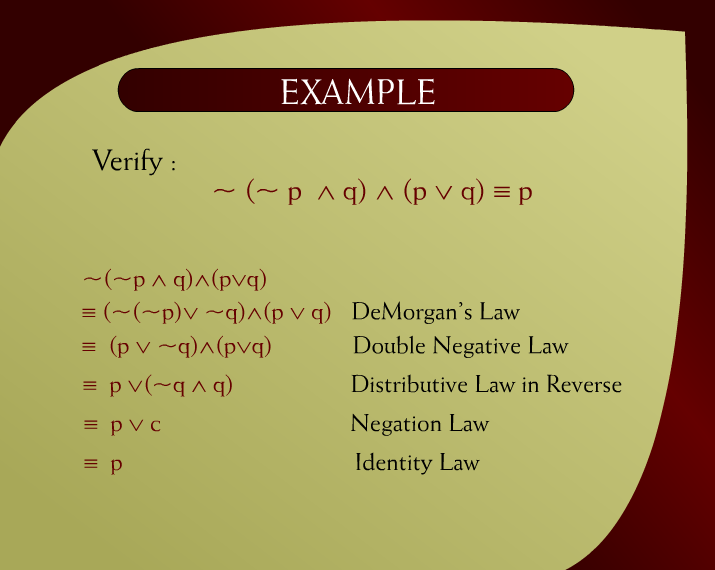 EXAMPLE
Verify :
~ (~ p ∧ q) ∧ (p ∨ q) ≡ p
~(~p ∧ q)∧(p∨q)
≡ (~(~p)∨ ~q)∧(p ∨ q) DeMorgan's Law
≡ (p ∨ ~q)∧(p∨q) Double Negative Law
≡ p ∨(~q ∧ q) Distributive Law in Reverse
≡ p ∨ c Negation Law
≡ p Identity Law